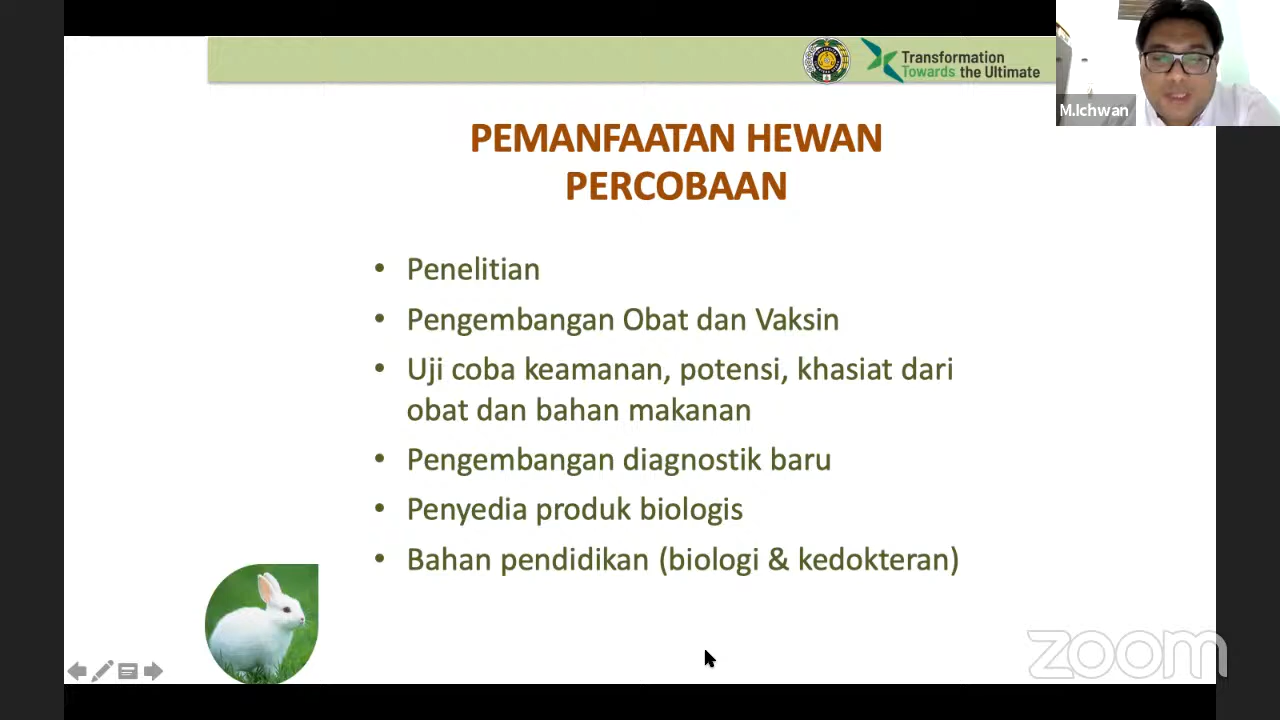 Transformation
Towards the Ultimate
M.Ichwan
PEMANFAATAN HEWAN
PERCOBAAN
• Penelitian
• Pengembangan Obat dan Vaksin
• Uji coba keamanan, potensi, khasiat dari
obat dan bahan makanan
• Pengembangan diagnostik baru
• Penyedia produk biologis
• Bahan pendidikan (biologi & kedokteran)
zoom